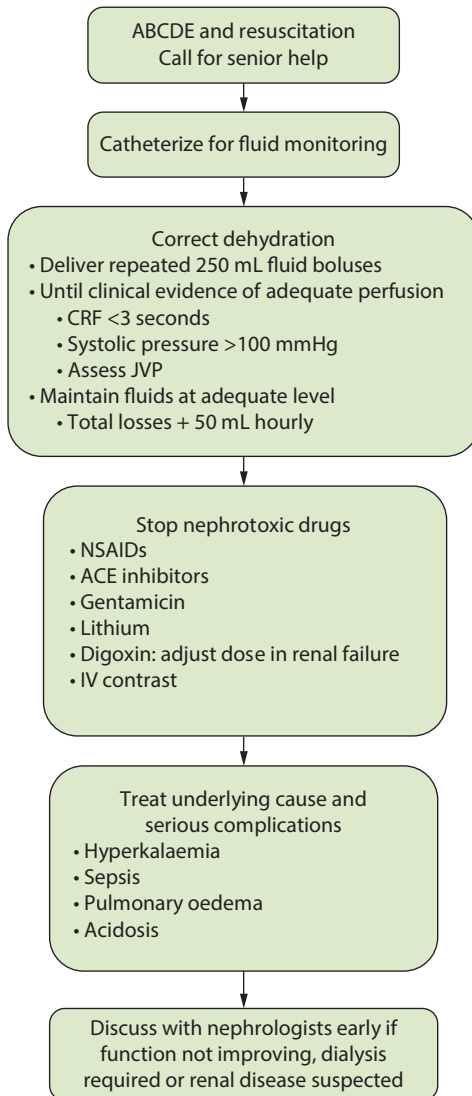 ABCDE and resuscitation
Call for senior help
Catheterize for fluid monitoring
Correct dehydration
• Deliver repeated 250 mL fluid boluses
• Until clinical evidence of adequate perfusion
• CRF <3 seconds
• Systolic pressure >100 mmHg
• Assess JVP
• Maintain fluids at adequate level
• Total losses + 50 mL hourly
Stop nephrotoxic drugs
• NSAIDs
• ACE inhibitors
• Gentamicin
• Lithium
• Digoxin: adjust dose in renal failure
• IV contrast
Treat underlying cause and
serious complications
• Hyperkalaemia
• Sepsis
• Pulmonary oedema
• Acidosis
Discuss with nephrologists early if
function not improving, dialysis
required or renal disease suspected